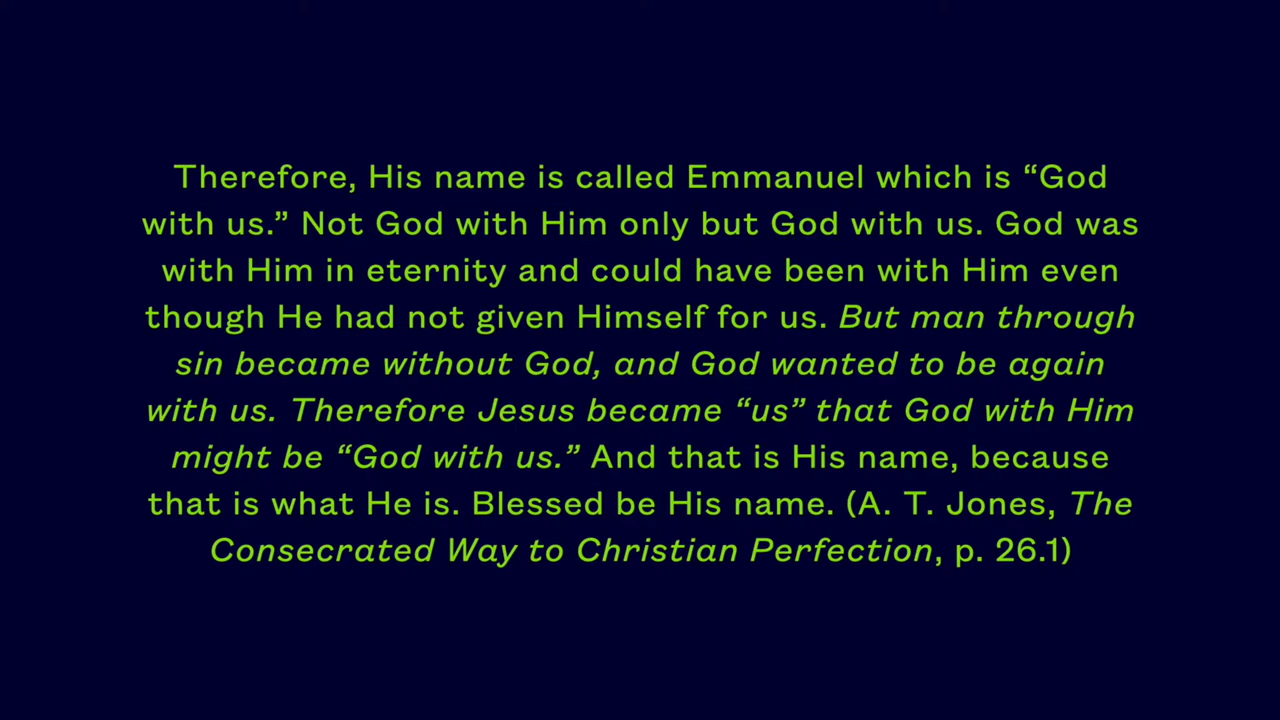 Therefore, His name is called Emmanuel which is “God
with us.” Not God with Him only but God with us. God was
with Him in eternity and could have been with Him even
though He had not given Himself for us. But man through
sin became without God, and God wanted to be again
with us. Therefore Jesus became “us” that God with Him
might be “God with us.” And that is His name, because
that is what He is. Blessed be His name. (A. T. Jones, The
Consecrated Way to Christian Perfection, p. 26.1)